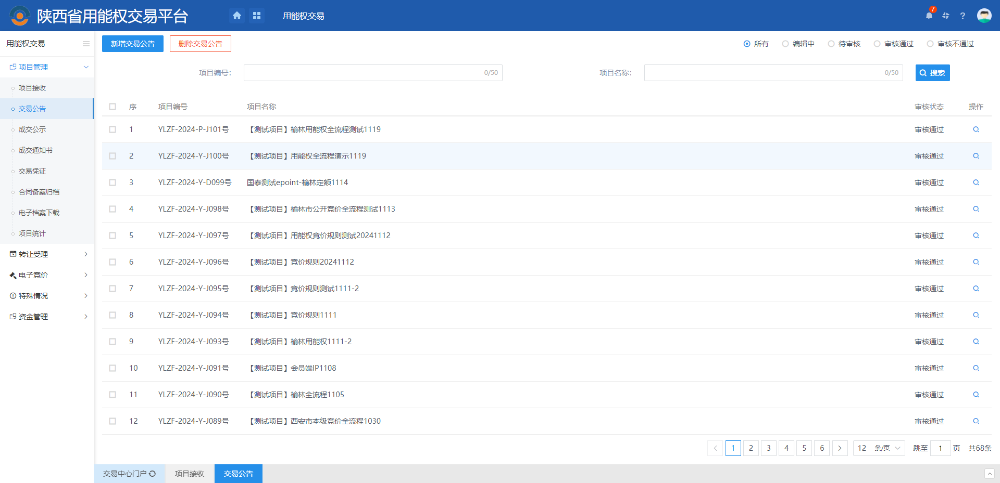 陕西省用能权交易平台
用能权交易
7
用能权交易
项目管理
项目接收
交易公告
成交公示
成交通知书
交易凭证
合同备案归档
电子档案下载
项目统计
转让受理
电子竞价
特殊情况
资金管理
新增交易公告 删除交易公告
所有 编辑中 待审核 审核通过 审核不通过
项目编号: 0/50 项目名称: 0/50 搜索
序 项目编号 项目名称 审核状态 操作
1 YLZF-2024-P-J101号 【测试项目】榆林用能权全流程测试1119 审核通过
2 YLZF-2024-Y-J100号 【测试项目】用能权全流程演示1119 审核通过
3 YLZF-2024-Y-D099号 国泰测试epoint-榆林定额1114 审核通过
4 YLZF-2024-Y-J098号 【测试项目】榆林市公开竞价全流程测试1113 审核通过
5 YLZF-2024-Y-J097号 【测试项目】用能权竞价规则测试20241112 审核通过
6 YLZF-2024-Y-J096号 【测试项目】竞价规则20241112 审核通过
7 YLZF-2024-Y-J095号 【测试项目】竞价规则测试1111-2 审核通过
8 YLZF-2024-Y-J094号 【测试项目】竞价规则1111 审核通过
9 YLZF-2024-Y-J093号 【测试项目】榆林用能权1111-2 审核通过
10 YLZF-2024-Y-J091号 【测试项目】会员端IP1108 审核通过
11 YLZF-2024-Y-J090号 【测试项目】榆林全流程1105 审核通过
12 YLZF-2024-Y-J089号 【测试项目】西安市本级竞价全流程1030 审核通过
1 2 3 4 5 6 12 条/页 跳至 1 页 共68条
交易中心门户 项目接收 交易公告